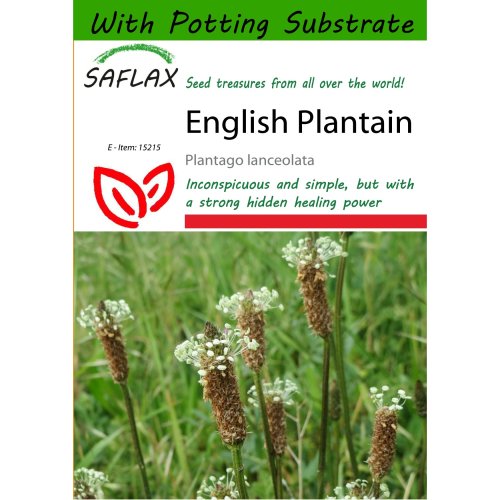 With Potting Substrate
SAFLAX
Seed treasures from all over the world!
English Plantain
E - Item: 15215
Plantago lanceolata
Inconspicuous and simple, but with
a strong hidden healing power